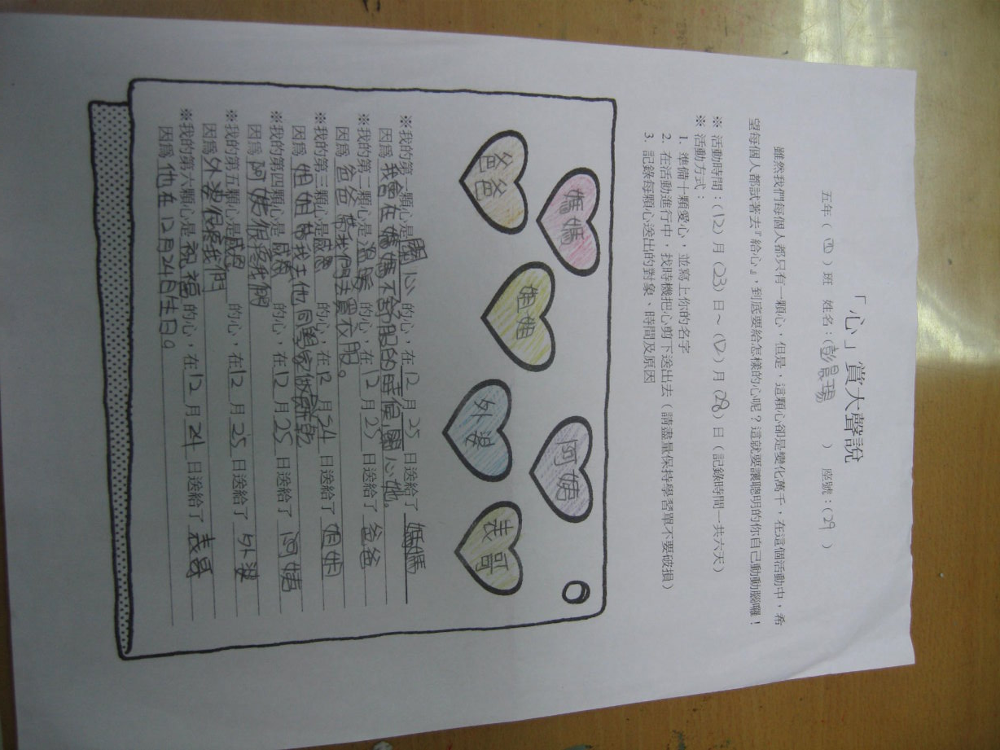 「心」賞大聲說
五年(四)班 姓名:(彭晟瑒) 座號:(29)
雖然我們每個人都只有一顆心,但是,這顆心卻是變化萬千,在這個活動中,希
望每個人都試著去『給心』,到底要給怎樣的心呢?這就要讓聰明的你自己動動腦囉!
※ 活動時間:(12)月(23)日~(12)月(28)日(記錄時間一共六天)
※ 活動方式:
1. 準備十顆愛心,並寫上你的名字
2. 在活動進行中,找時機把心剪下送出去(請盡量保持學習單不要破損)
3. 記錄每顆心送出的對象、時間及原因
媽媽
阿姨
爸爸
姐姐
外婆
表哥
※我的第一顆心是關心的心,在12月25日送給了媽媽
因為我會在媽媽不舒服的時候,關心她。
※我的第二顆心是溫暖的心,在12月25日送給了爸爸
因為爸爸帶我們去買衣服。
※我的第三顆心是感恩的心,在12月24日送給了姐姐
因為姐姐帶我去他同學家做餅乾
※我的第四顆心是感恩的心,在12月25日送給了阿姨
因為阿姨很疼我們
※我的第五顆心是感恩的心,在12月25日送給了外婆
因為外婆很疼我們
※我的第六顆心是祝福的心,在12月24日送給了表哥
因為他在12月24日生日。